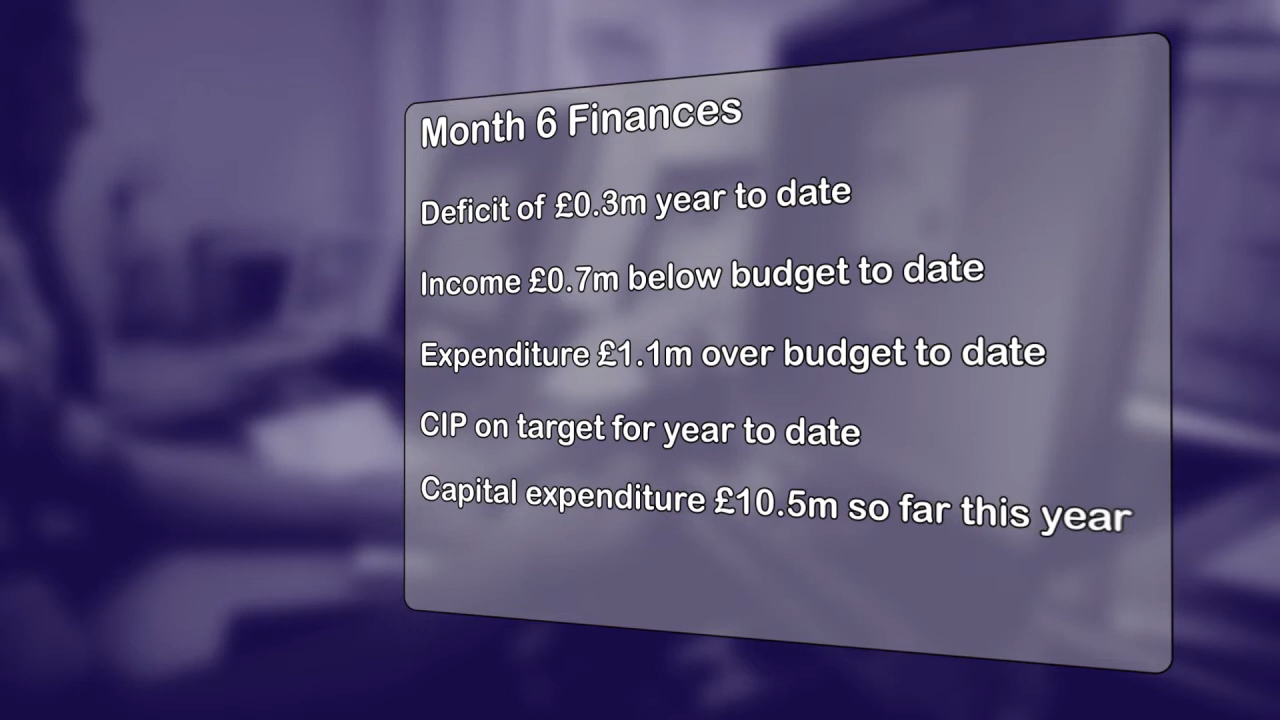 Month 6 Finances
Deficit of £0.3m year to date
Income £0.7m below budget to date
Expenditure £1.1m over budget to date
CIP on target for year to date
Capital expenditure £10.5m so far this year